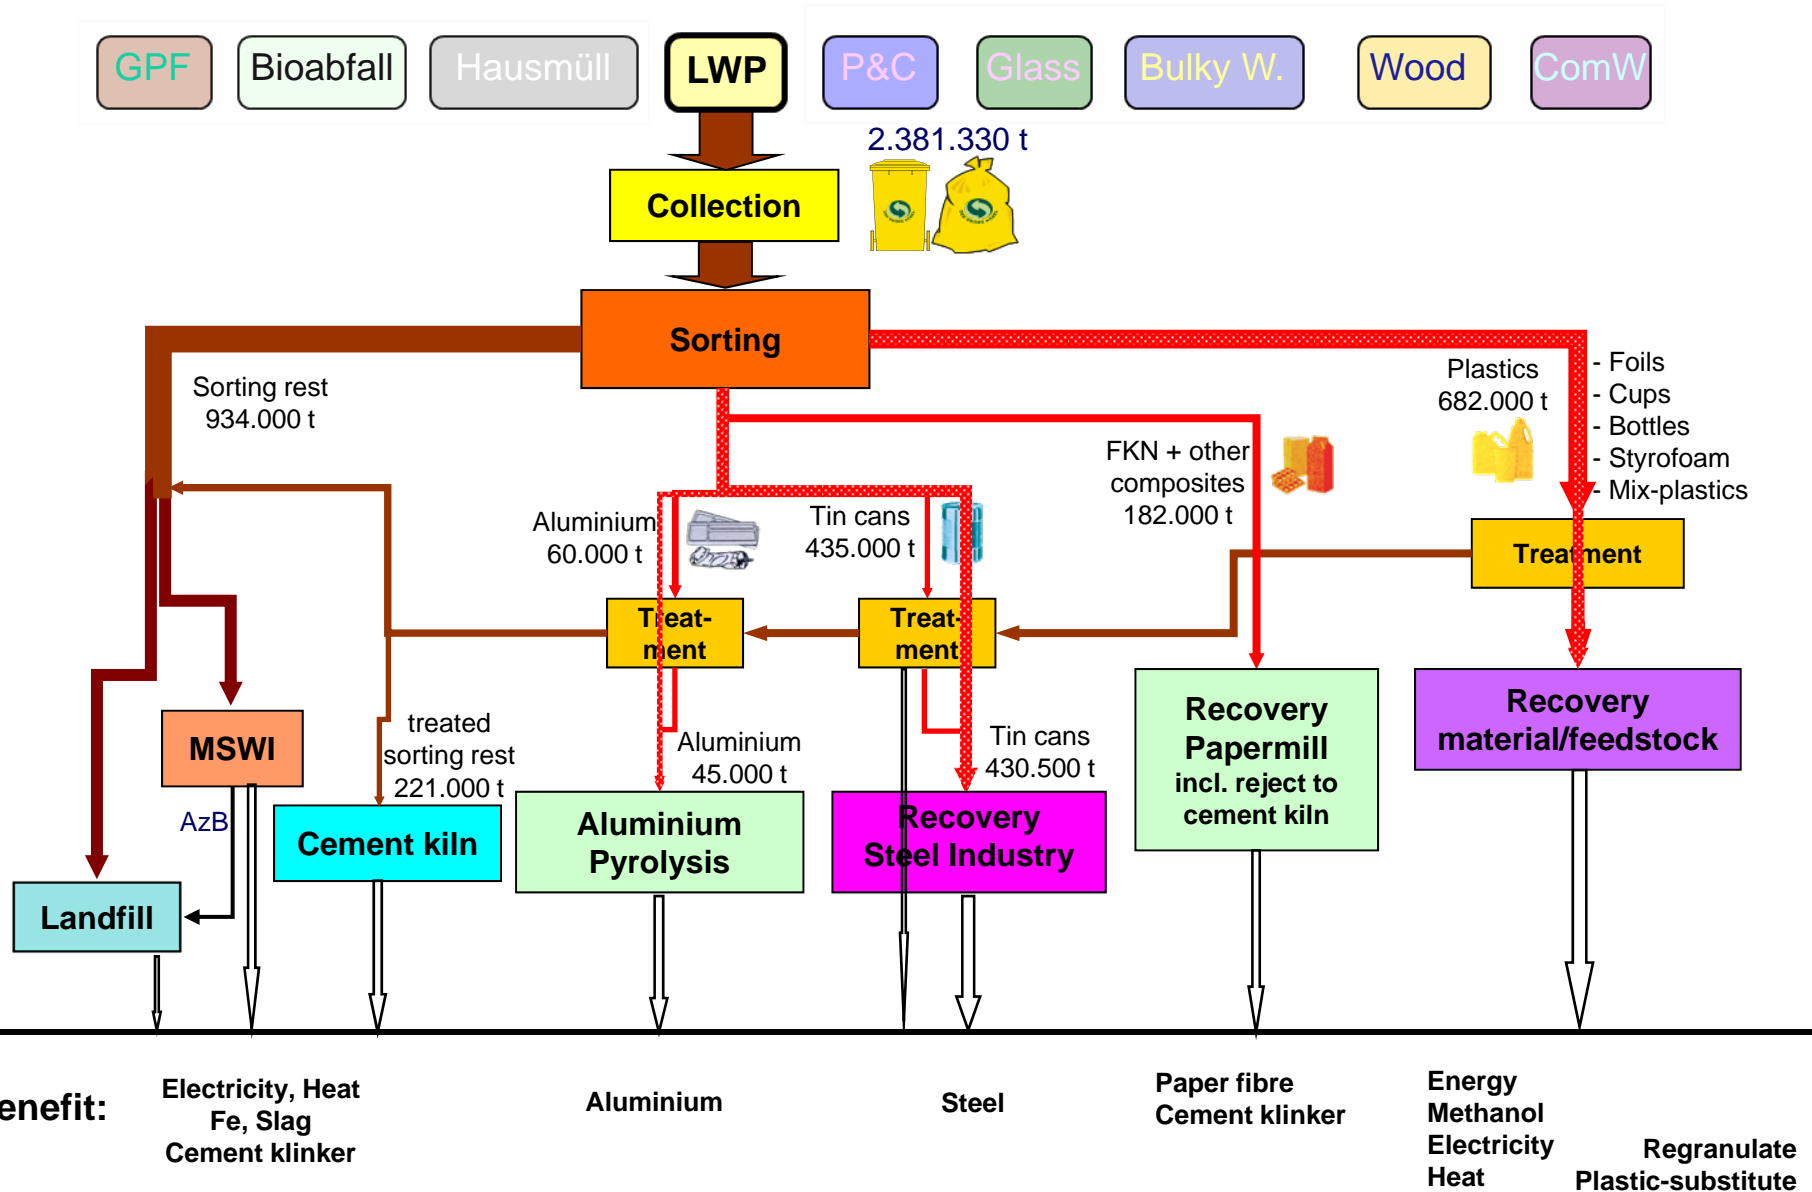 GPF
Bioabfall
Hausmüll
LWP
P&C
Glass
Bulky W.
Wood
ComW
2.381.330 t
Collection
Sorting
Sorting rest
934.000 t
Plastics
682.000 t
- Foils
- Cups
- Bottles
- Styrofoam
- Mix-plastics
FKN + other
composites
182.000 t
Aluminium
60.000 t
Tin cans
435.000 t
Treatment
Treat-
ment
Treat-
ment
Recovery
Papermill
incl. reject to
cement kiln
Recovery
material/feedstock
MSWI
treated
sorting rest
221.000 t
Aluminium
45.000 t
Tin cans
430.500 t
AzB
Cement kiln
Aluminium
Pyrolysis
Recovery
Steel Industry
Landfill
enefit:
Electricity, Heat
Fe, Slag
Cement klinker
Aluminium
Steel
Paper fibre
Cement klinker
Energy
Methanol
Electricity
Heat
Regranulate
Plastic-substitute